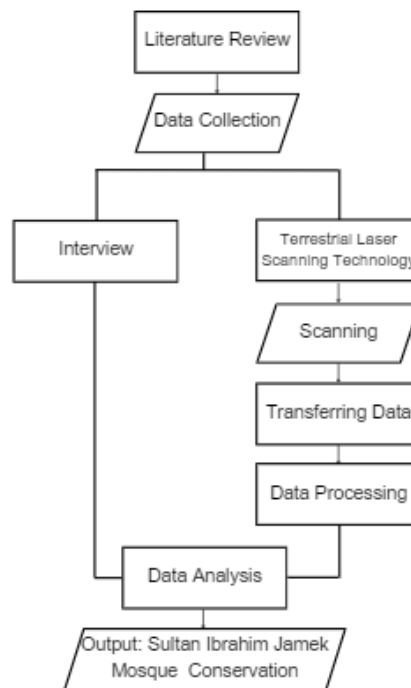 Literature Review
Data Collection
Interview
Terrestrial Laser
Scanning Technology
Scanning
Transferring Data
Data Processing
Data Analysis
Output: Sultan Ibrahim Jamek
Mosque Conservation